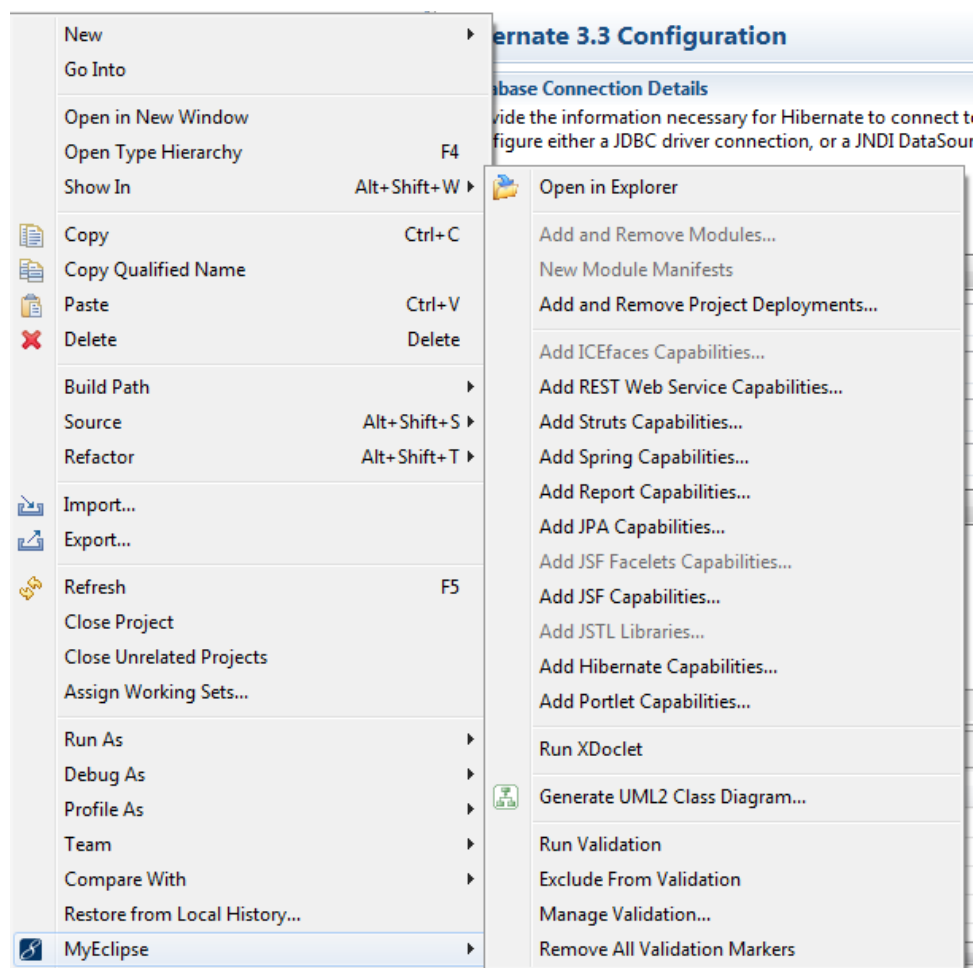 New
Go Into
Open in New Window
Open Type Hierarchy F4
Show In Alt+Shift+W
Copy Ctrl+C
Copy Qualified Name
Paste Ctrl+V
Delete Delete
Build Path
Source Alt+Shift+S
Refactor Alt+Shift+T
Import...
Export...
Refresh F5
Close Project
Close Unrelated Projects
Assign Working Sets...
Run As
Debug As
Profile As
Team
Compare With
Restore from Local History...
MyEclipse
ernate 3.3 Configuration
abase Connection Details
vide the information necessary for Hibernate to connect t
figure either a JDBC driver connection, or a JNDI DataSour
Open in Explorer
Add and Remove Modules...
New Module Manifests
Add and Remove Project Deployments...
Add ICEfaces Capabilities...
Add REST Web Service Capabilities...
Add Struts Capabilities...
Add Spring Capabilities...
Add Report Capabilities...
Add JPA Capabilities...
Add JSF Facelets Capabilities...
Add JSF Capabilities...
Add JSTL Libraries...
Add Hibernate Capabilities...
Add Portlet Capabilities...
Run XDoclet
Generate UML2 Class Diagram...
Run Validation
Exclude From Validation
Manage Validation...
Remove All Validation Markers